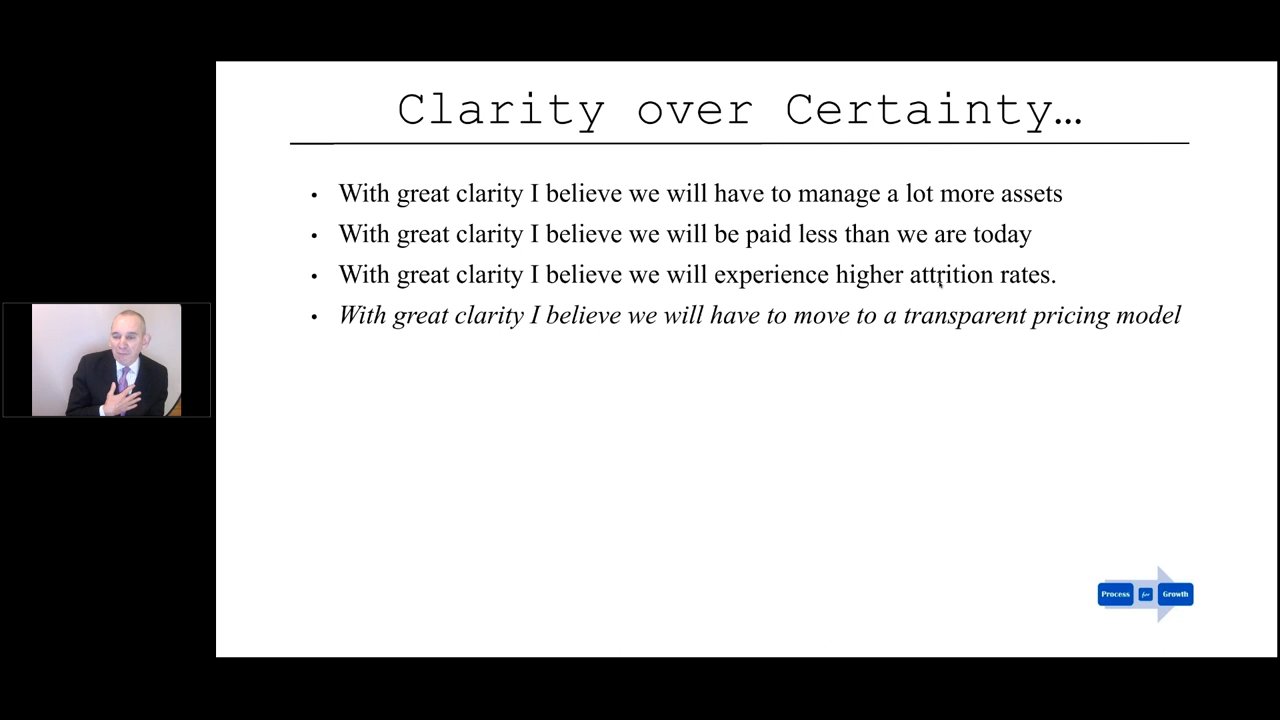 Clarity over Certainty…
• With great clarity I believe we will have to manage a lot more assets
• With great clarity I believe we will be paid less than we are today
• With great clarity I believe we will experience higher attrition rates.
• With great clarity I believe we will have to move to a transparent pricing model
Process for Growth